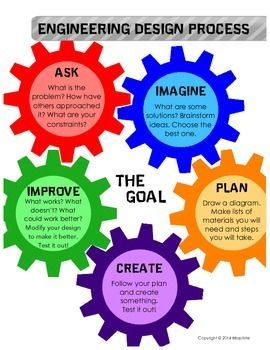 ENGINEERING DESIGN PROCESS
ASK
What is the
problem? How have
others approached
it? What are your
constraints?
IMAGINE
What are some
solutions? Brainstorm
ideas. Choose the
best one.
PLAN
Draw a diagram.
Make lists of
materials you will
need and steps
you will take.
CREATE
Follow your plan
and create
something.
Test it out!
IMPROVE
What works? What
doesn't? What
could work better?
Modify your design
to make it better.
Test it out!
THE
GOAL
Copyright © 2014